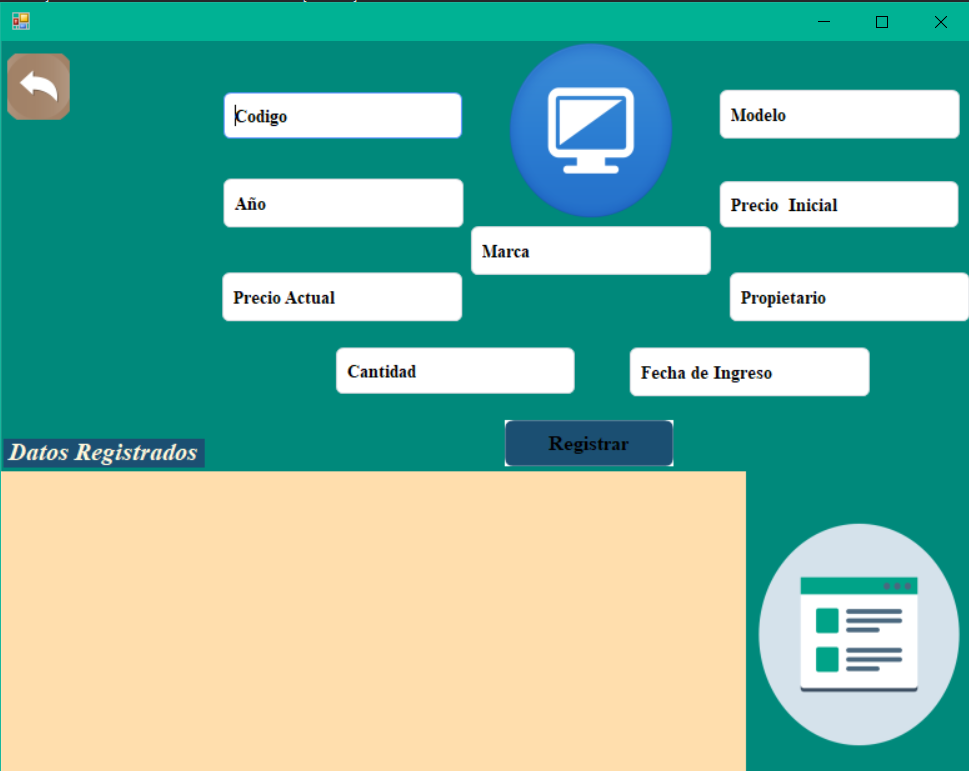 Codigo
Modelo
Año
Precio Inicial
Marca
Precio Actual
Propietario
Cantidad
Fecha de Ingreso
Registrar
Datos Registrados